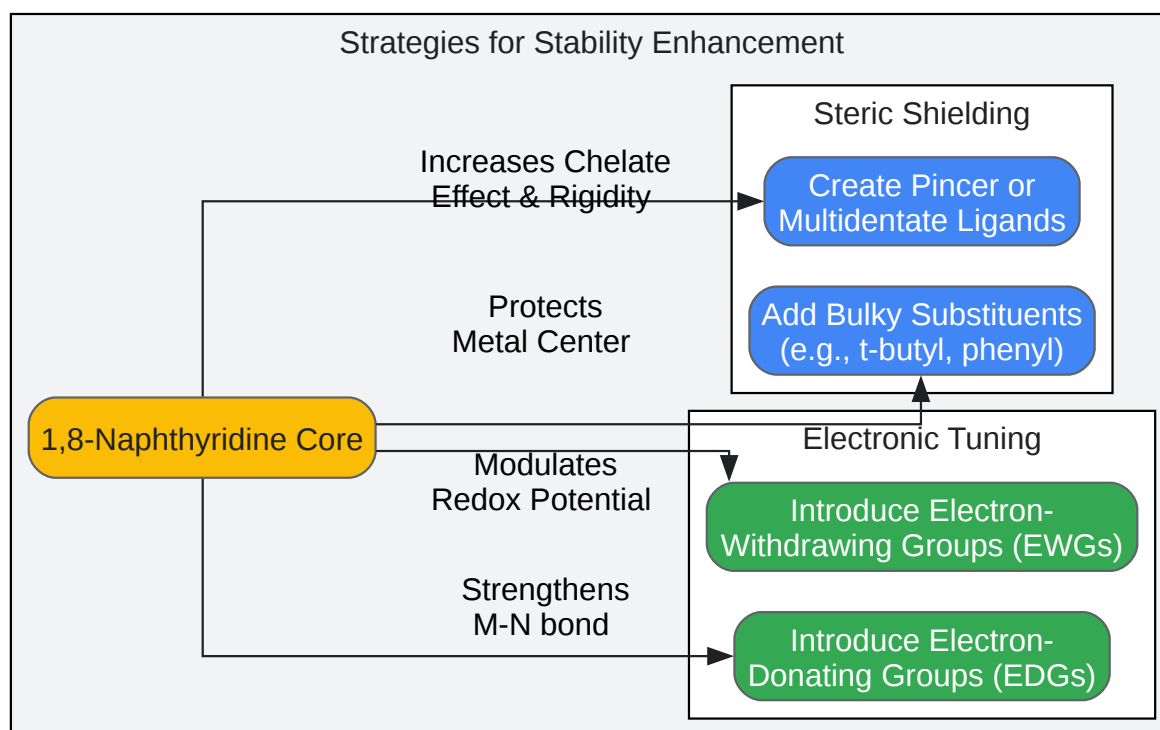 Strategies for Stability Enhancement
Steric Shielding
Increases Chelate
Effect & Rigidity
Create Pincer or
Multidentate Ligands
Protects
Metal Center
Add Bulky Substituents
(e.g., t-butyl, phenyl)
1,8-Naphthyridine Core
Electronic Tuning
Modulates
Redox Potential
Introduce Electron-
Withdrawing Groups (EWGs)
Strengthens
M-N bond
Introduce Electron-
Donating Groups (EDGs)